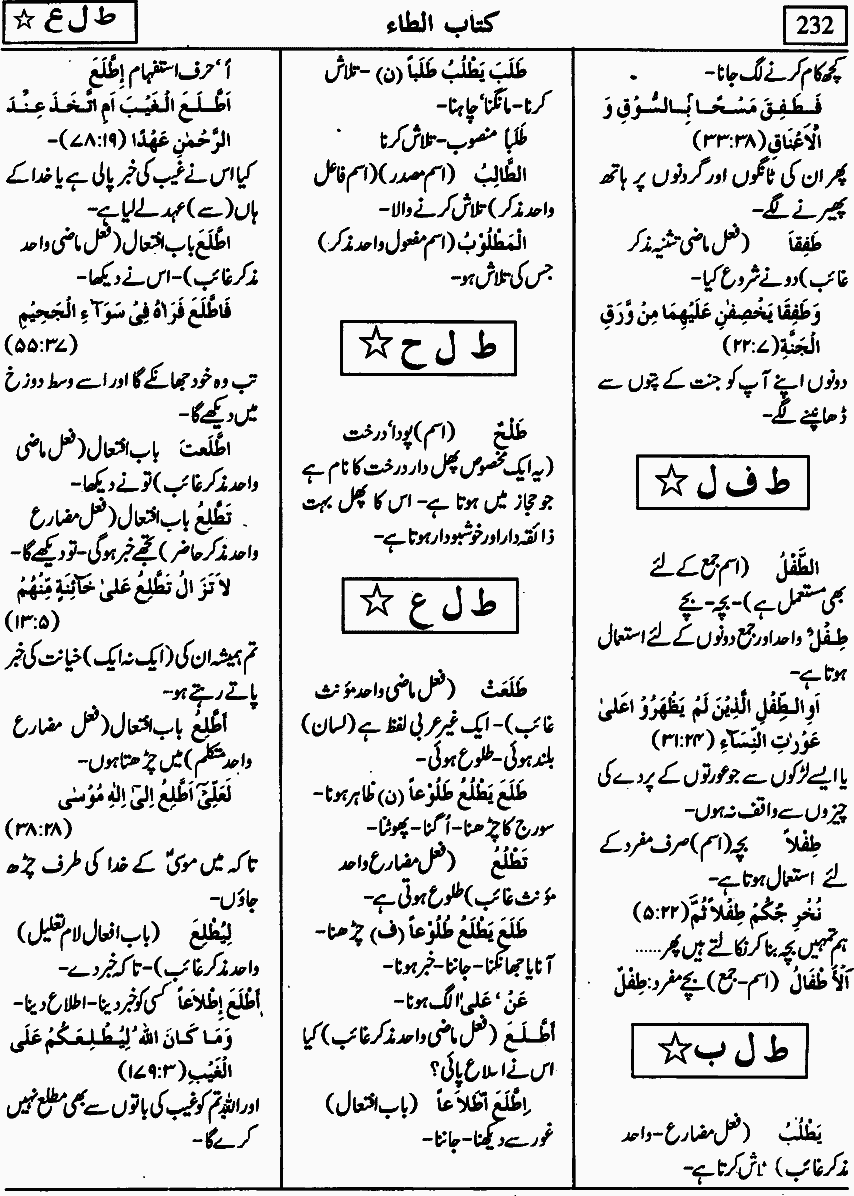 232
کتاب الطاء
ط ل ع ☆
کچھ کام کرنے لگ جانا-
فَطَفِقَ مَسْحًا بِالسُّوْقِ وَ
الْاَعْنَاقِ(۳۳:۳۸)
پھر ان کی ٹانگوں اور گردنوں پر ہاتھ
پھیرنے لگے-
طَفِقَا (فعل ماضی تثنیہ مذکر
غائب) دونے شروع کیا-
وَطَفِقَا یَخْصِفٰنِ عَلَیْهِمَا مِنْ وَّرَقِ
الْجَنَّةِ(۲۲:۷)
دونوں اپنے آپ کو جنت کے پتوں سے
ڈھانپنے لگے-
ط ف ل ☆
الطِّفْلُ (اسم جمع کے لئے
بھی مستعمل ہے)-بچہ-بچے
طِفْلٌ واحد اور جمع دونوں کے لئے استعمال
ہوتا ہے-
اَوِالطِّفْلِ الَّذِیْنَ لَمْ یَظْهَرُوْا عَلٰی
عَوْرٰتِ النِّسَآءِ (۳۱:۲۴)
یا ایسے لڑکوں سے جو عورتوں کے پردے کی
چیزوں سے واقف نہ ہوں-
طِفْلاً بچہ(اسم) صرف مفرد کے
لئے استعمال ہوتا ہے-
نُخْرِجُکُمْ طِفْلاً ثُمَّ(۵:۲۲)
ہم تمہیں بچہ بنا کر نکالتے ہیں پھر......
اَلْاَطْفَالُ (اسم-جمع) بچے مفرد: طِفْلٌ
ط ل ب ☆
یَطْلُبُ (فعل مضارع-واحد
مذکر غائب) تلاش کرتا ہے-
طَلَبَ یَطْلُبُ طَلَباً (ن)-تلاش
کرنا-مانگنا' چاہنا-
طَلَبًا منصوب-تلاش کرنا
الطَّالِبُ (اسم مصدر)(اسم فاعل
واحد مذکر) تلاش کرنے والا-
الْمَطْلُوْبُ (اسم مفعول واحد مذکر)
جس کی تلاش ہو-
ط ل ح ☆
طَلْحٌ (اسم) پودا' درخت
(یہ ایک مخصوص پھل دار درخت کا نام ہے
جو حجاز میں ہوتا ہے- اس کا پھل بہت
ذائقہ دار اور خوشبودار ہوتا ہے-
ط ل ع ☆
طَلَعَتْ (فعل ماضی واحد مؤنث
غائب)-ایک غیر عربی لفظ ہے (لسان)
بلند ہوئی-طلوع ہوئی-
طَلَعَ یَطْلُعُ طُلُوْعاً (ن) ظاہر ہونا-
سورج کا چڑھنا-اُگنا-پھوٹنا-
تَطْلُعُ (فعل مضارع واحد
مؤنث غائب) طلوع ہوتی ہے-
طَلَعَ یَطْلَعُ طُلُوْعاً (ف) چڑھنا-
آنا یا جھانکنا-جاننا-خبر ہونا-
عَنْ' عَلٰی' الگ ہونا-
أَطَّلَعَ (فعل ماضی واحد مذکر غائب) کیا
اس نے اطلاع پائی؟
اِطَّلَعَ اطِّلاَعاً (باب افتعال)
غور سے دیکھنا-جاننا-
أ' حرف استفہام اِطَّلَعَ
اَطَّلَعَ الْغَیْبَ اَمِ اتَّخَذَ عِنْدَ
الرَّحْمٰنِ عَهْدًا (۷۸:۱۹)-
کیا اس نے غیب کی خبر پالی ہے یا خدا کے
ہاں (سے) عہد لے لیا ہے-
اطَّلَعَ باب افتعال (فعل ماضی واحد
مذکر غائب)-اس نے دیکھا-
فَاطَّلَعَ فَرَاٰهُ فِیْ سَوَآءِ الْجَحِیْمِ
(۵۵:۳۷)
تب وہ خود جھانکے گا اور اسے وسط دوزخ
میں دیکھے گا-
اطَّلَعتَ باب افتعال (فعل ماضی
واحد مذکر غائب) تو نے دیکھا-
تَطَّلِعُ باب افتعال (فعل مضارع
واحد مذکر حاضر) تجھے خبر ہوگی-تو دیکھے گا-
لاَ تَزَالُ تَطَّلِعُ عَلٰی خَآئِنَةٍ مِّنْهُمْ
(۱۳:۵)
تم ہمیشہ ان کی (ایک نہ ایک) خیانت کی خبر
پاتے رہتے ہو-
اَطَّلِعُ باب افتعال (فعل مضارع
واحد متکلم) میں چڑھتا ہوں-
لَعَلِّیْٓ اَطَّلِعُ اِلٰیٓ اِلٰهِ مُوْسٰی
(۳۸:۲۸)
تاکہ میں موسیٰؑ کے خدا کی طرف چڑھ
جاؤں-
لِیُطْلِعَ (باب افعال لام تعلیل)
واحد مذکر غائب)-تاکہ خبر دے-
أَطْلَعَ إِطْلاَعاً کسی کو خبر دینا-اطلاع دینا-
وَمَا کَانَ اللّٰهُ لِیُطْلِعَکُمْ عَلَی
الْغَیْبِ(۱۷۹:۳)
اور اللہ تم کو غیب کی باتوں سے بھی مطلع نہیں
کرے گا-